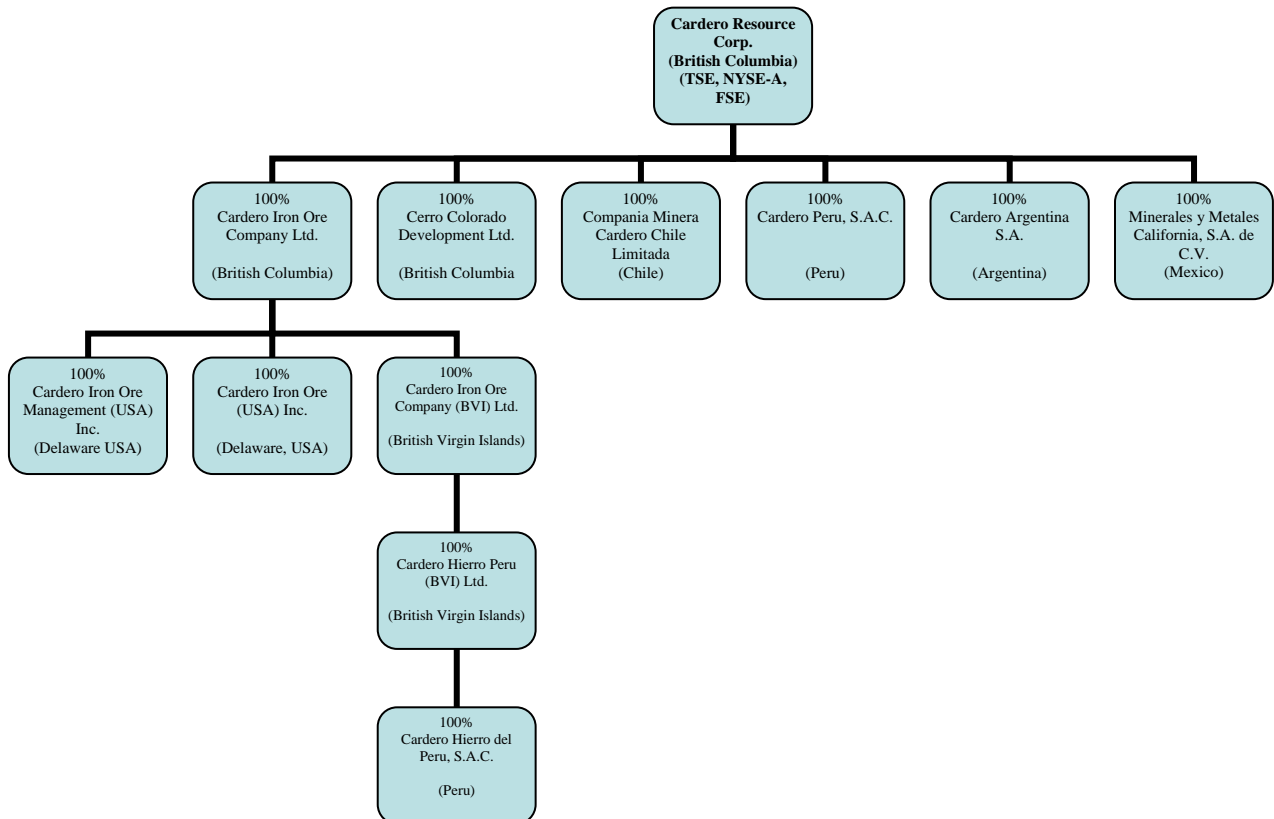 Cardero Resource
Corp.
(British Columbia)
(TSE, NYSE-A,
FSE)
100%
Cardero Iron Ore
Company Ltd.
(British Columbia)
100%
Cerro Colorado
Development Ltd.
(British Columbia
100%
Compania Minera
Cardero Chile
Limitada
(Chile)
100%
Cardero Peru, S.A.C.
(Peru)
100%
Cardero Argentina
S.A.
(Argentina)
100%
Minerales y Metales
California, S.A. de
C.V.
(Mexico)
100%
Cardero Iron Ore
Management (USA)
Inc.
(Delaware USA)
100%
Cardero Iron Ore
(USA) Inc.
(Delaware, USA)
100%
Cardero Iron Ore
Company (BVI) Ltd.
(British Virgin Islands)
100%
Cardero Hierro Peru
(BVI) Ltd.
(British Virgin Islands)
100%
Cardero Hierro del
Peru, S.A.C.
(Peru)